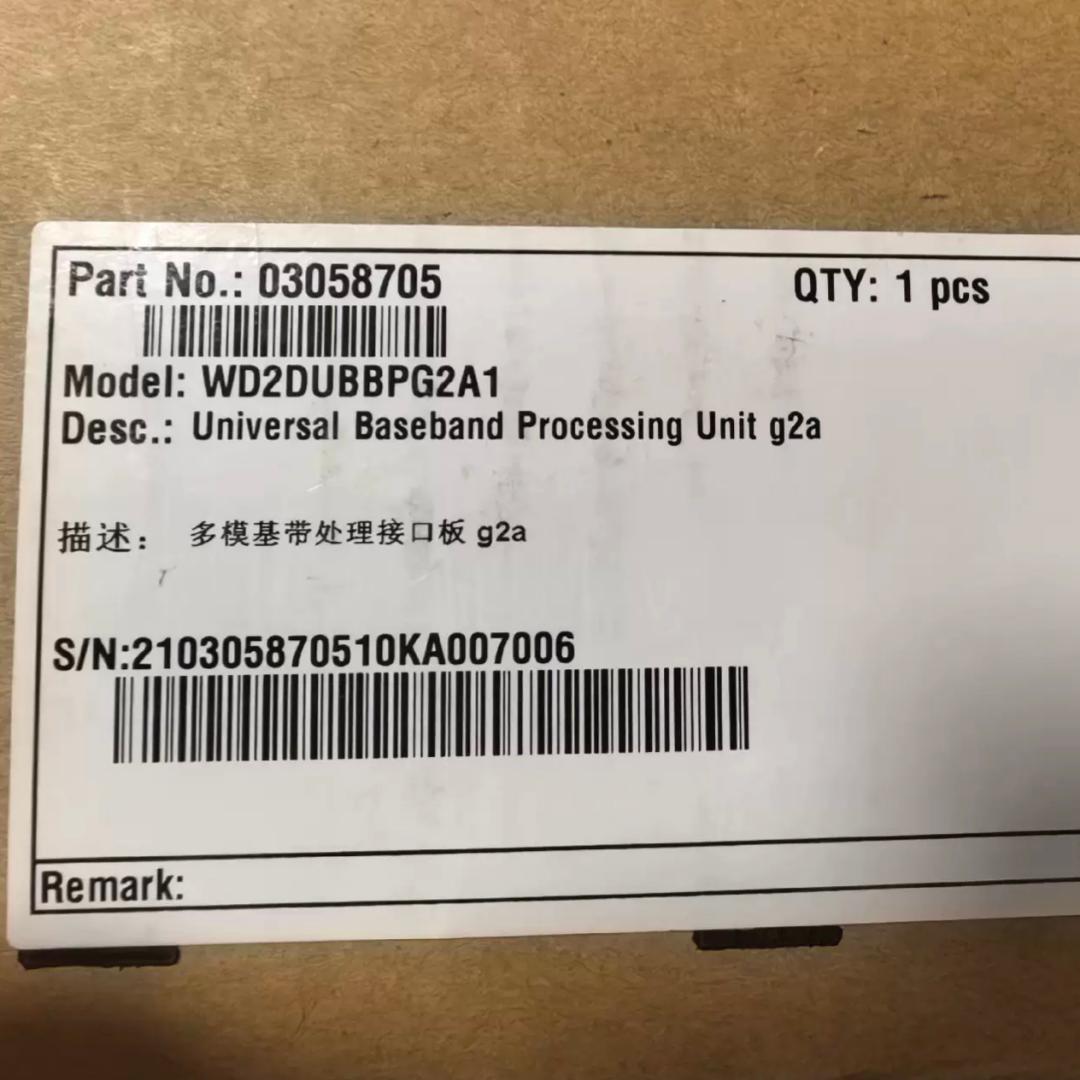 Part No.: 03058705
QTY: 1 pcs
Model: WD2DUBBPG2A1
Desc.: Universal Baseband Processing Unit g2a
描述： 多模基带处理接口板 g2a
S/N:210305870510KA007006
Remark: